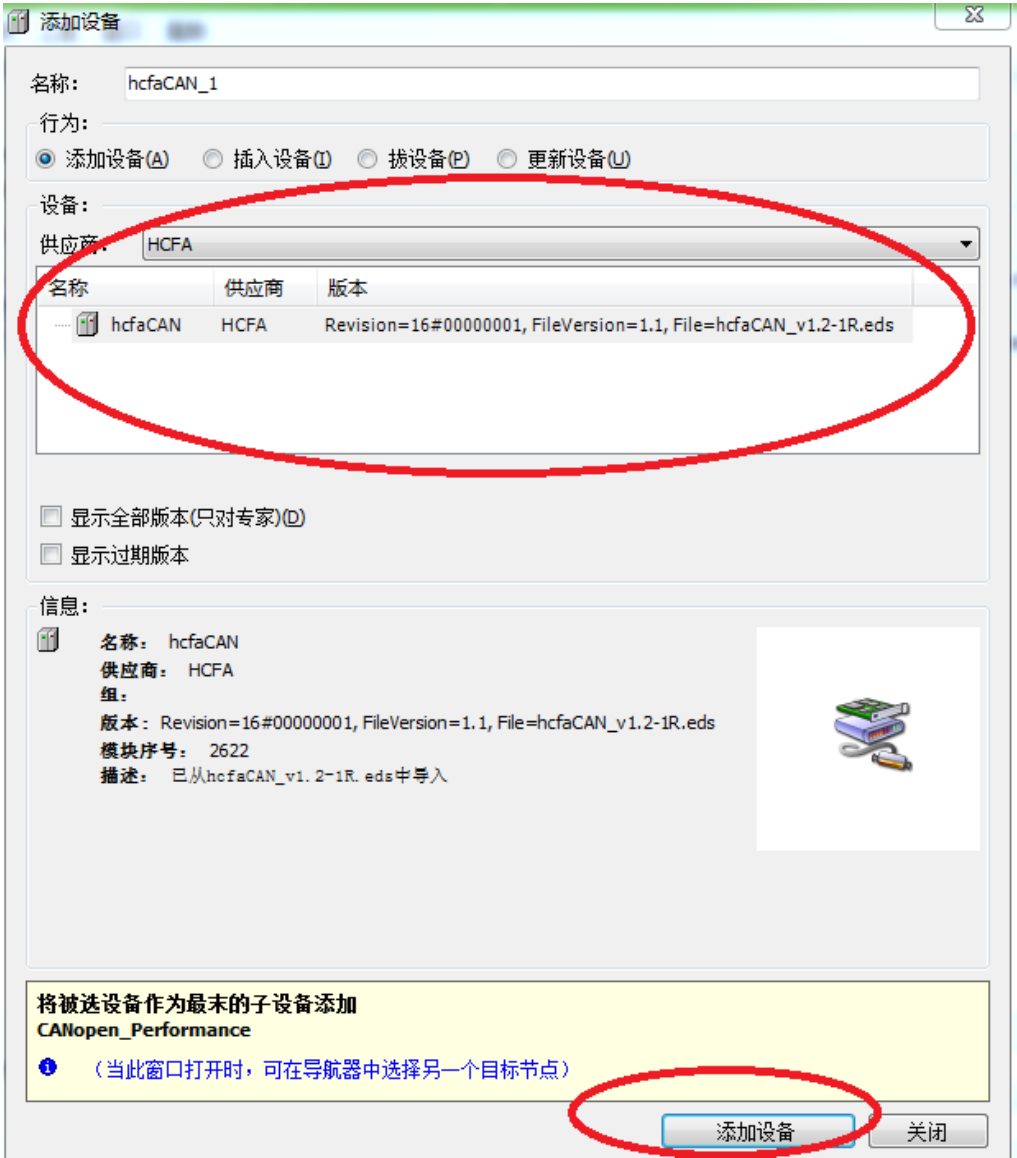 添加设备
名称： hcfaCAN_1
行为：
添加设备(A) 插入设备(I) 拔设备(P) 更新设备(U)
设备：
供应商： HCFA
名称 供应商 版本
hcfaCAN HCFA Revision=16#00000001, FileVersion=1.1, File=hcfaCAN_v1.2-1R.eds
显示全部版本(只对专家)(D)
显示过期版本
信息：
名称： hcfaCAN
供应商： HCFA
组：
版本： Revision=16#00000001, FileVersion=1.1, File=hcfaCAN_v1.2-1R.eds
模块序号： 2622
描述： 已从hcfaCAN_v1.2-1R.eds中导入
将被选设备作为最末的子设备添加
CANopen_Performance
（当此窗口打开时，可在导航器中选择另一个目标节点）
添加设备 关闭